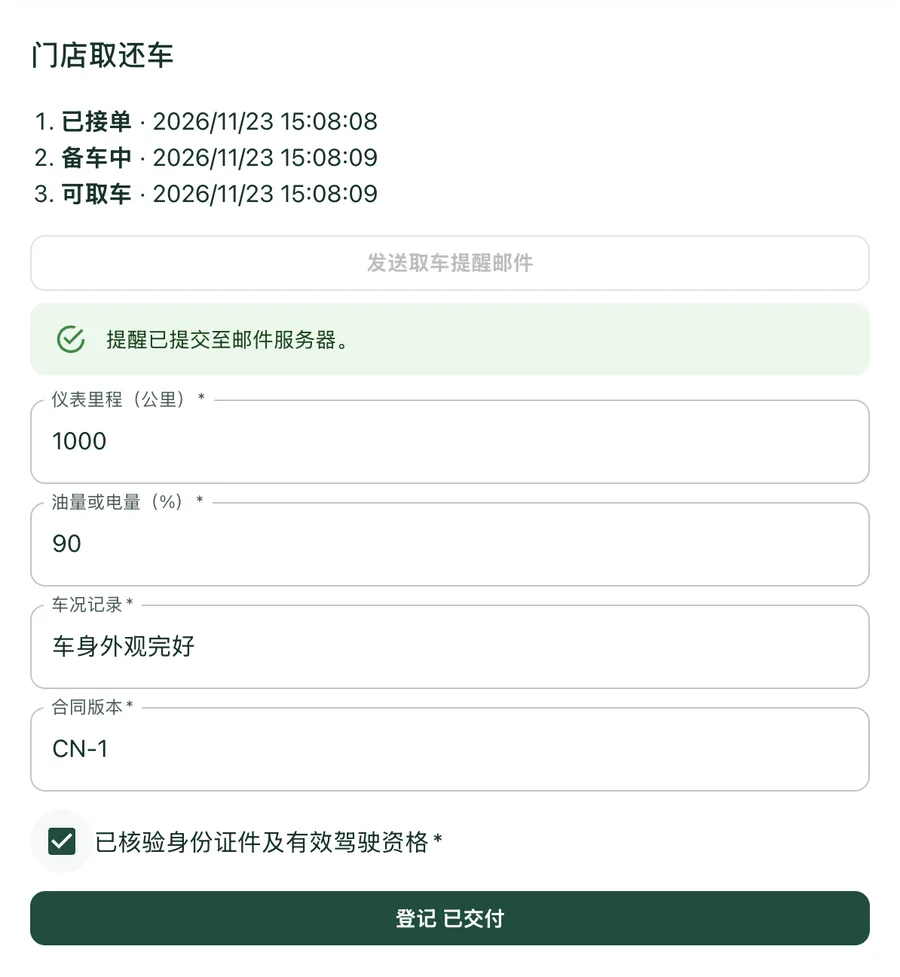 门店取还车
1. 已接单 · 2026/11/23 15:08:08
2. 备车中 · 2026/11/23 15:08:09
3. 可取车 · 2026/11/23 15:08:09
发送取车提醒邮件
提醒已提交至邮件服务器。
仪表里程（公里） *
1000
油量或电量（%） *
90
车况记录 *
车身外观完好
合同版本 *
CN-1
已核验身份证件及有效驾驶资格 *
登记 已交付